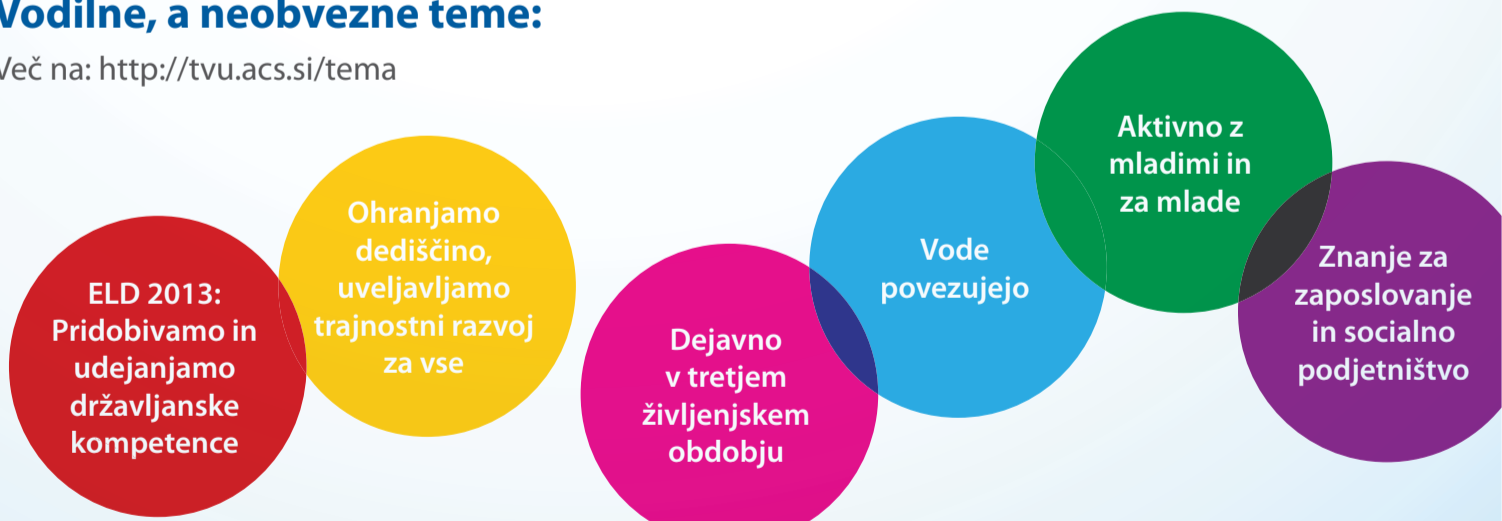 Vodilne, a neobvezne teme:
Več na: http://tvu.acs.si/tema
ELD 2013:
Pridobivamo in
udejanjamo
državljanske
kompetence
Ohranjamo
dediščino,
uveljavljamo
trajnostni razvoj
za vse
Dejavno
v tretjem
življenjskem
obdobju
Vode
povezujejo
Aktivno z
mladimi in
za mlade
Znanje za
zaposlovanje
in socialno
podjetništvo